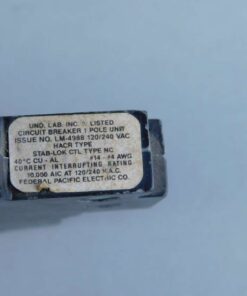 UND. LAB. INC. LISTED
CIRCUIT BREAKER 1 POLE UNIT
ISSUE NO. LM-4988 120/240 VAC
HACR TYPE
STAB-LOK CTL TYPE NC
40°C CU - AL #14 - #4 AWG
CURRENT INTERRUPTING RATING
10,000 AIC AT 120/240 V.A.C.
FEDERAL PACIFIC ELECTRIC CO.